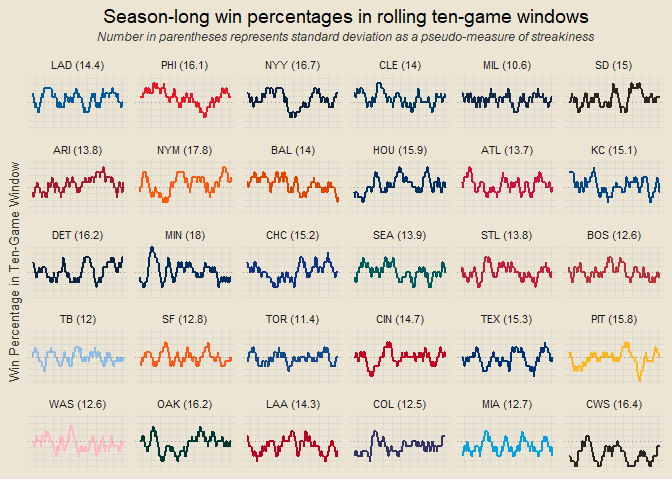 Season-long win percentages in rolling ten-game windows
Number in parentheses represents standard deviation as a pseudo-measure of streakiness
Win Percentage in Ten-Game Window
LAD (14.4) PHI (16.1) NYY (16.7) CLE (14) MIL (10.6) SD (15)
ARI (13.8) NYM (17.8) BAL (14) HOU (15.9) ATL (13.7) KC (15.1)
DET (16.2) MIN (18) CHC (15.2) SEA (13.9) STL (13.8) BOS (12.6)
TB (12) SF (12.8) TOR (11.4) CIN (14.7) TEX (15.3) PIT (15.8)
WAS (12.6) OAK (16.2) LAA (14.3) COL (12.5) MIA (12.7) CWS (16.4)